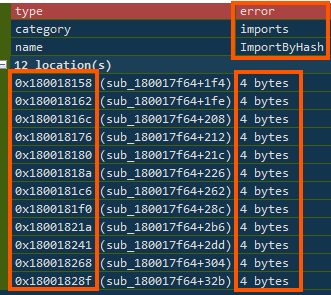 type error
category imports
name ImportByHash
12 location(s)
0x180018158 (sub_180017f64+1f4) 4 bytes
0x180018162 (sub_180017f64+1fe) 4 bytes
0x18001816c (sub_180017f64+208) 4 bytes
0x180018176 (sub_180017f64+212) 4 bytes
0x180018180 (sub_180017f64+21c) 4 bytes
0x18001818a (sub_180017f64+226) 4 bytes
0x1800181c6 (sub_180017f64+262) 4 bytes
0x1800181f0 (sub_180017f64+28c) 4 bytes
0x18001821a (sub_180017f64+2b6) 4 bytes
0x180018241 (sub_180017f64+2dd) 4 bytes
0x180018268 (sub_180017f64+304) 4 bytes
0x18001828f (sub_180017f64+32b) 4 bytes